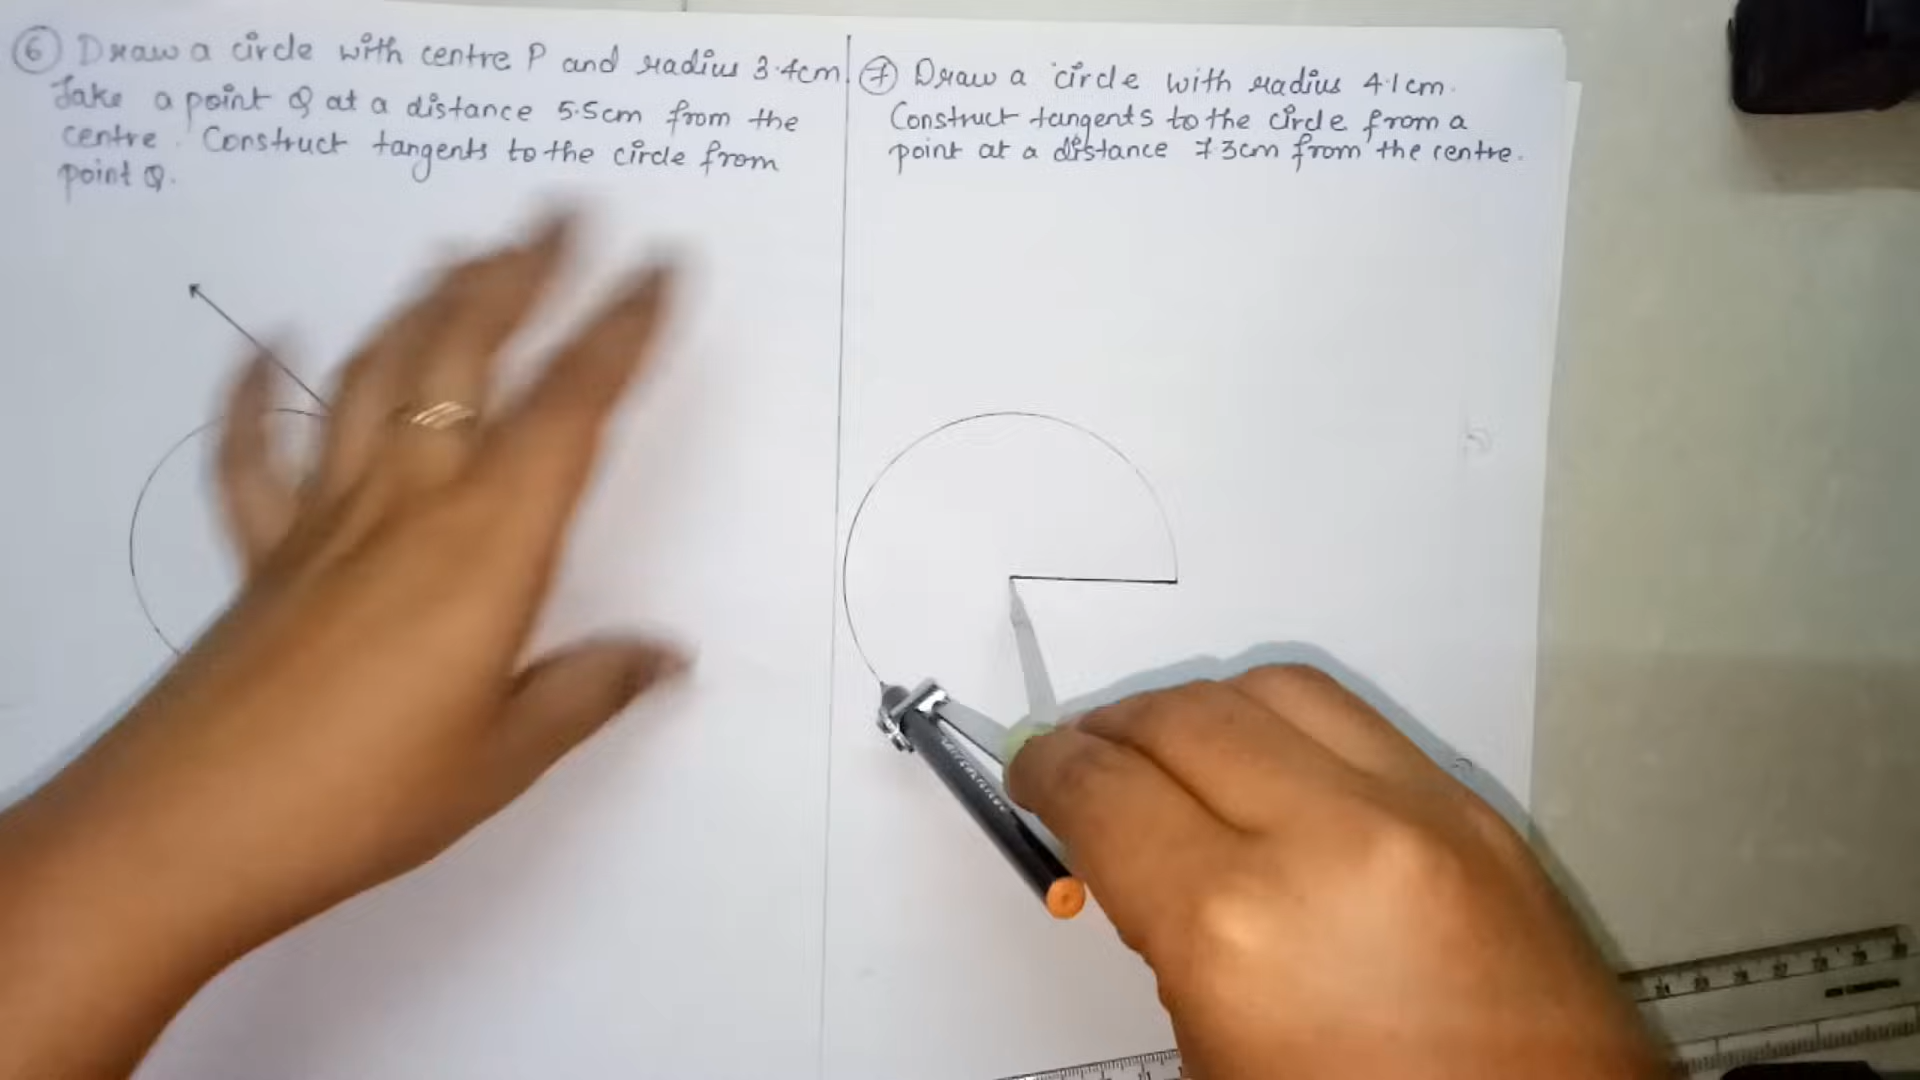 6 Draw a circle with centre P and radius 3.4cm.
Take a point Q at a distance 5.5cm from the
centre. Construct tangents to the circle from
point Q.
7 Draw a circle with radius 4.1cm.
Construct tangents to the circle from a
point at a distance 7.3cm from the centre.